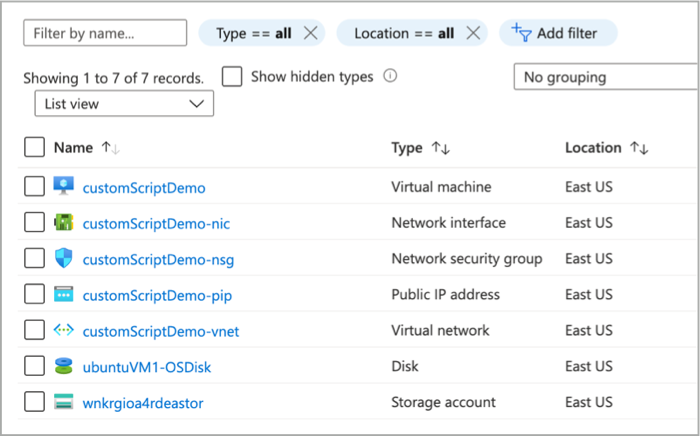 Filter by name...
Type == all
Location == all
Add filter
Showing 1 to 7 of 7 records.
Show hidden types
No grouping
List view
Name Type Location
customScriptDemo Virtual machine East US
customScriptDemo-nic Network interface East US
customScriptDemo-nsg Network security group East US
customScriptDemo-pip Public IP address East US
customScriptDemo-vnet Virtual network East US
ubuntuVM1-OSDisk Disk East US
wnkrgioa4rdeastor Storage account East US